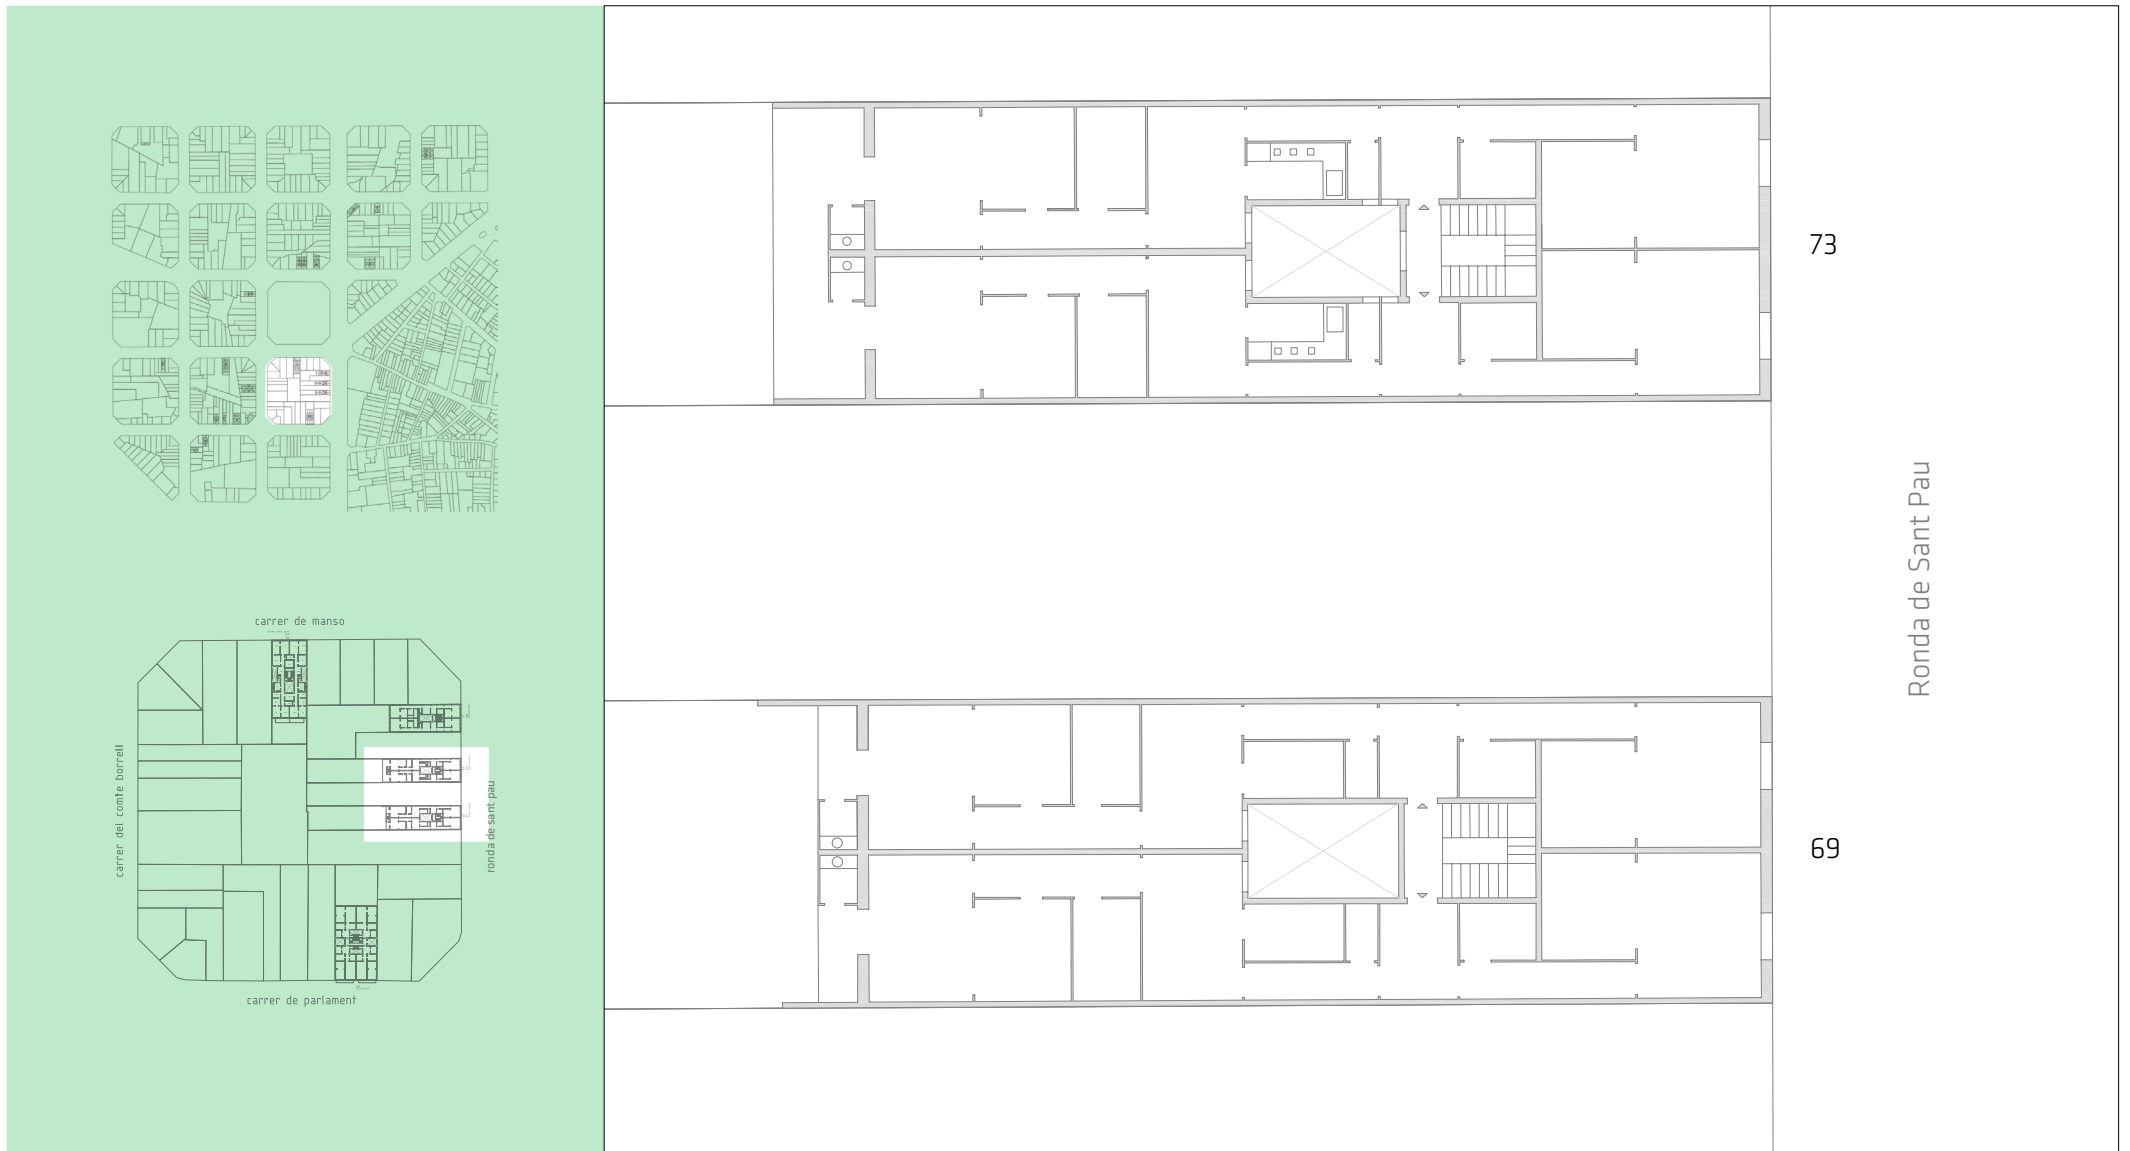 carrer de manso
carrer del comte borrell
ronda de sant pau
carrer de parlament
73
69
Ronda de Sant Pau